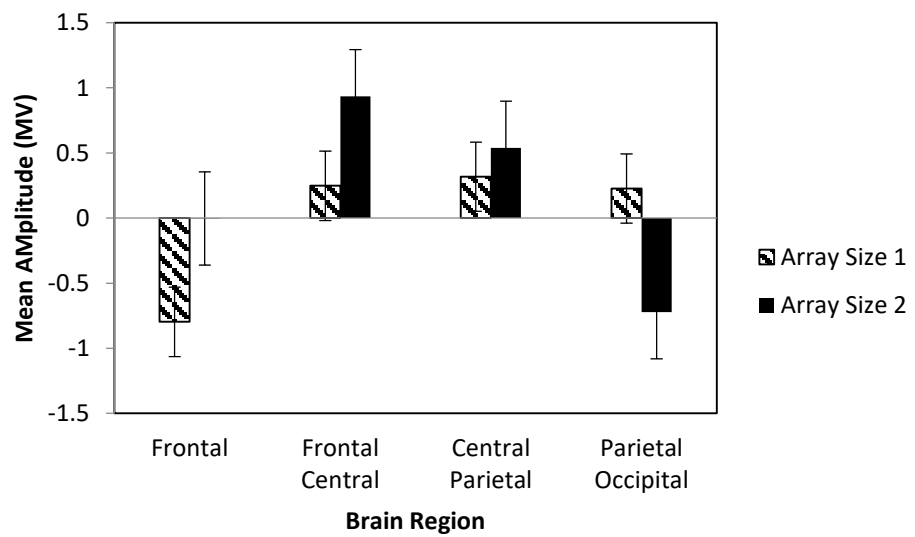 1.5
1
0.5
0
-0.5
-1
-1.5
Mean AMplitude (MV)
Frontal
Frontal Central
Central Parietal
Parietal Occipital
Brain Region
Array Size 1
Array Size 2